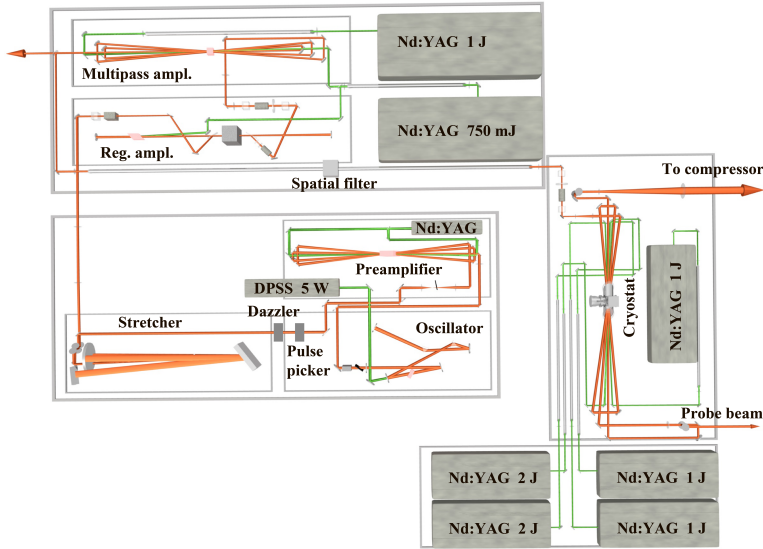 Nd:YAG 1 J
Multipass ampl.
Nd:YAG 750 mJ
Reg. ampl.
Spatial filter
To compressor
Nd:YAG
Preamplifier
DPSS 5 W
Nd:YAG 1 J
Cryostat
Dazzler
Stretcher
Oscillator
Pulse
picker
Probe beam
Nd:YAG 2 J
Nd:YAG 1 J
Nd:YAG 2 J
Nd:YAG 1 J